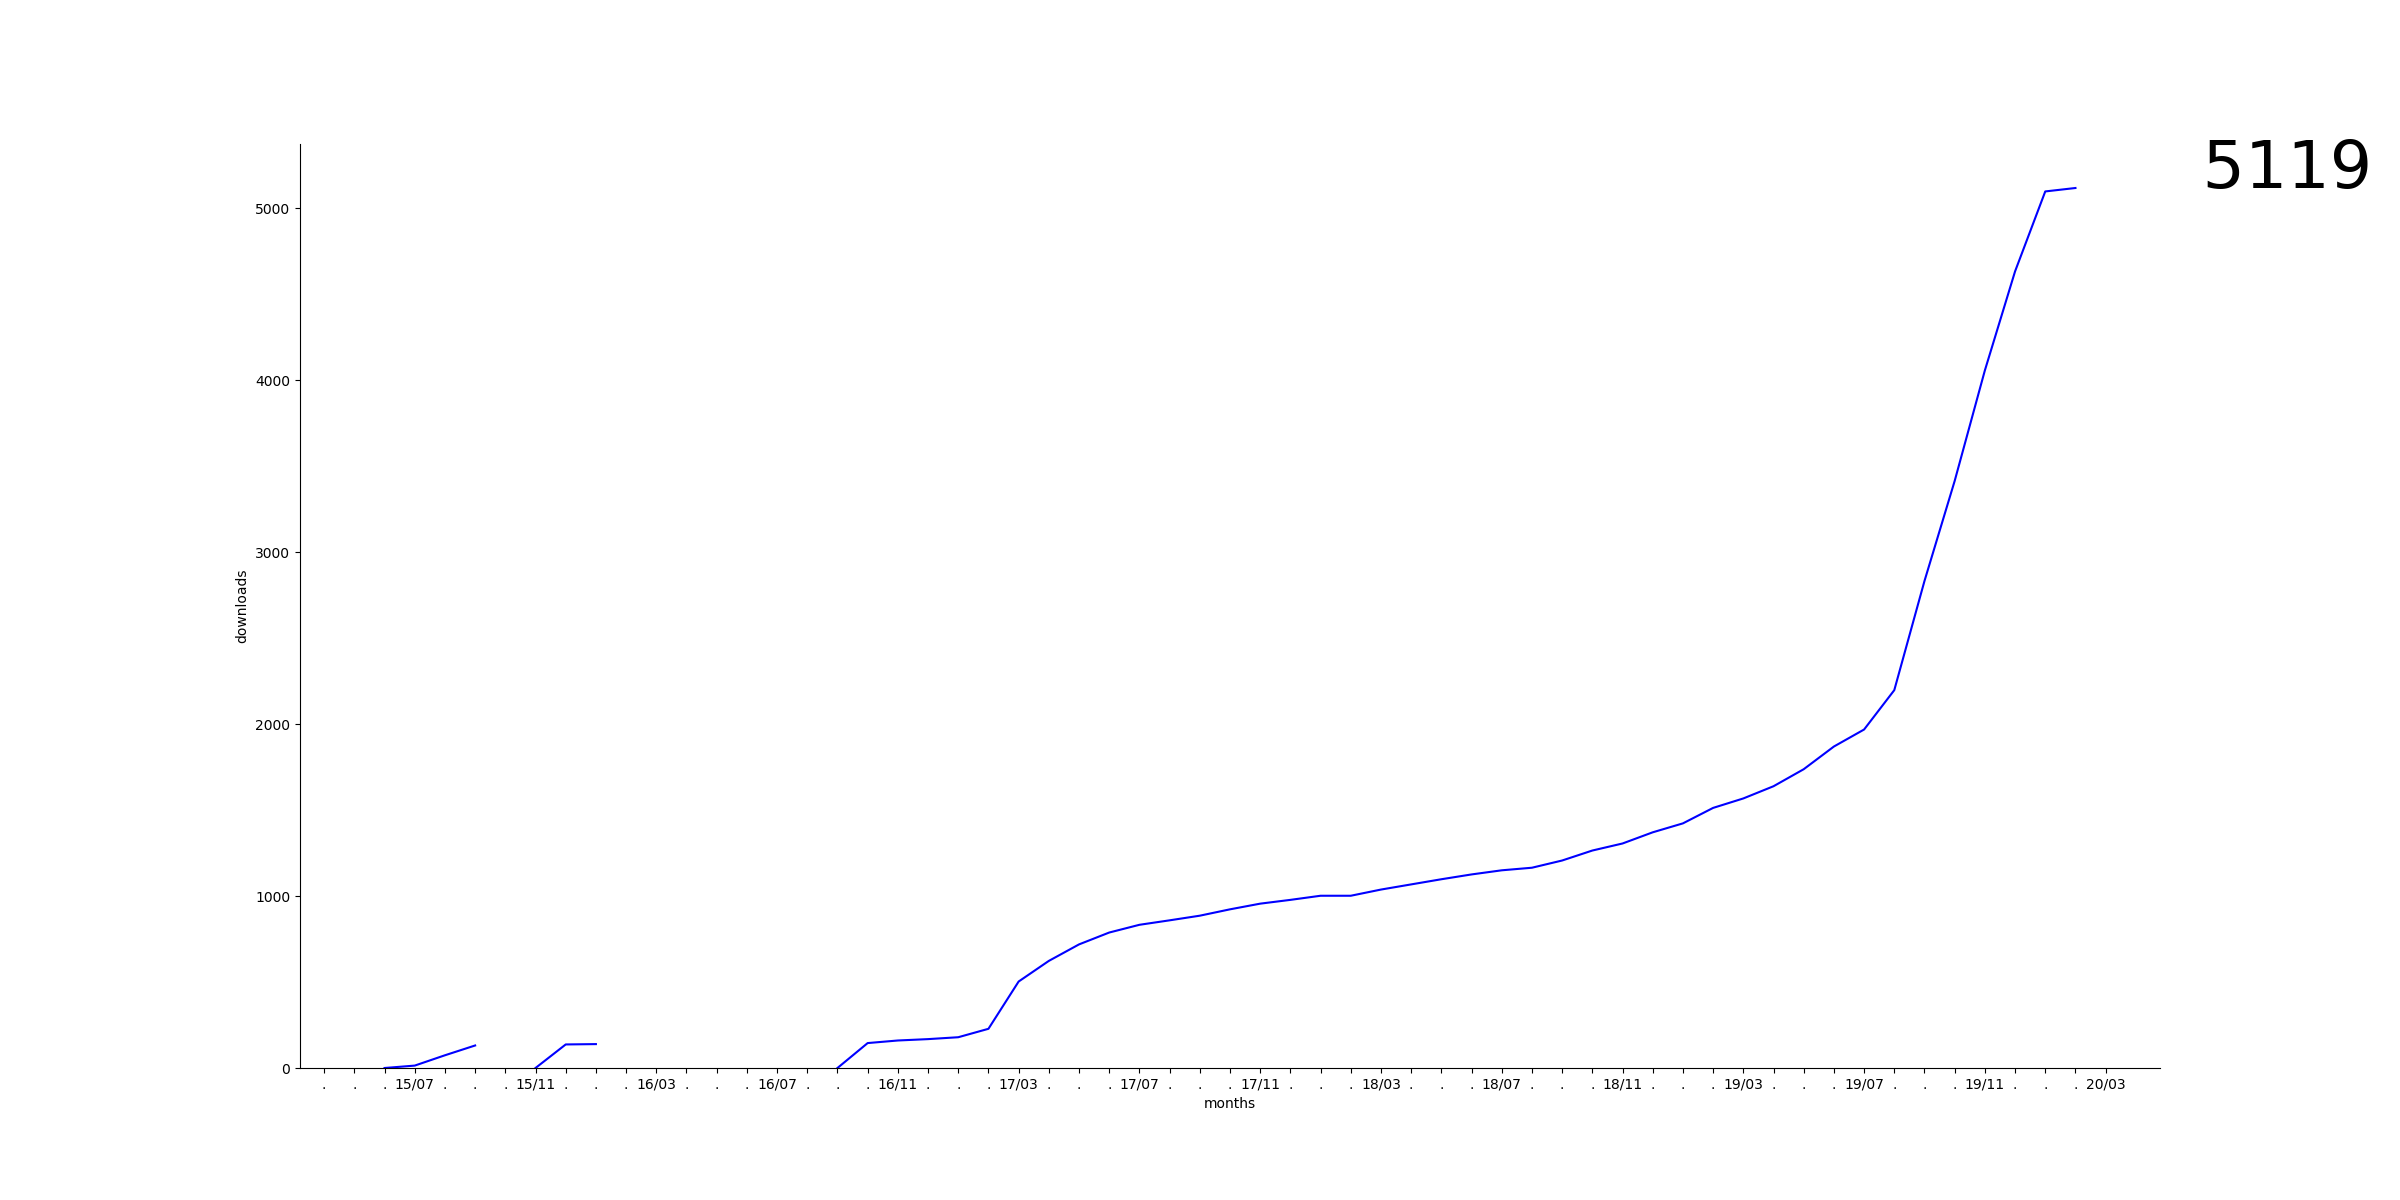 5119
5000
4000
3000
2000
1000
0
downloads
. . . 15/07 . . . 15/11 . . . 16/03 . . . 16/07 . . . 16/11 . . . 17/03 . . . 17/07 . . . 17/11 . . . 18/03 . . . 18/07 . . . 18/11 . . . 19/03 . . . 19/07 . . . 19/11 . . . 20/03
months